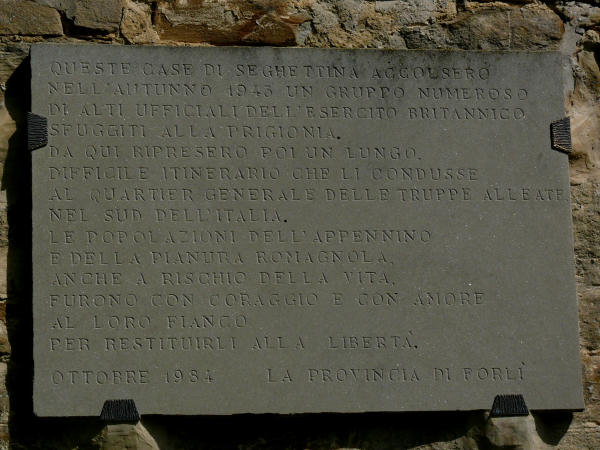 QUESTE CASE DI SEGHETTINA ACCOLSERO
NELL'AUTUNNO 1943 UN GRUPPO NUMEROSO
DI ALTI UFFICIALI DELL'ESERCITO BRITANNICO
SFUGGITI ALLA PRIGIONIA.
DA QUI RIPRESERO POI UN LUNGO,
DIFFICILE ITINERARIO CHE LI CONDUSSE
AL QUARTIER GENERALE DELLE TRUPPE ALLEATE
NEL SUD DELL'ITALIA.
LE POPOLAZIONI DELL'APPENNINO
E DELLA PIANURA ROMAGNOLA,
ANCHE A RISCHIO DELLA VITA,
FURONO CON CORAGGIO E CON AMORE
AL LORO FIANCO
PER RESTITUIRLI ALLA LIBERTÀ.
OTTOBRE 1984 LA PROVINCIA DI FORLÌ